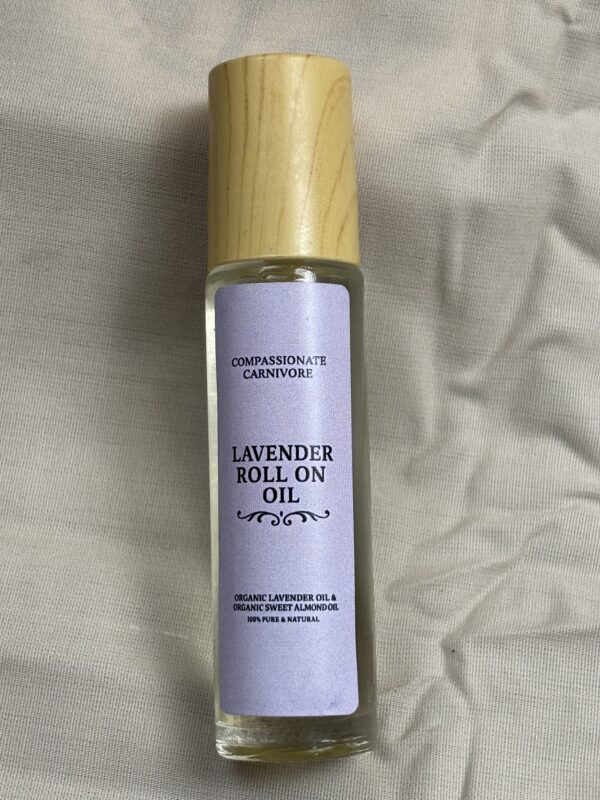 COMPASSIONATE
CARNIVORE
LAVENDER
ROLL ON
OIL
ORGANIC LAVENDER OIL &
ORGANIC SWEET ALMOND OIL
100% PURE & NATURAL